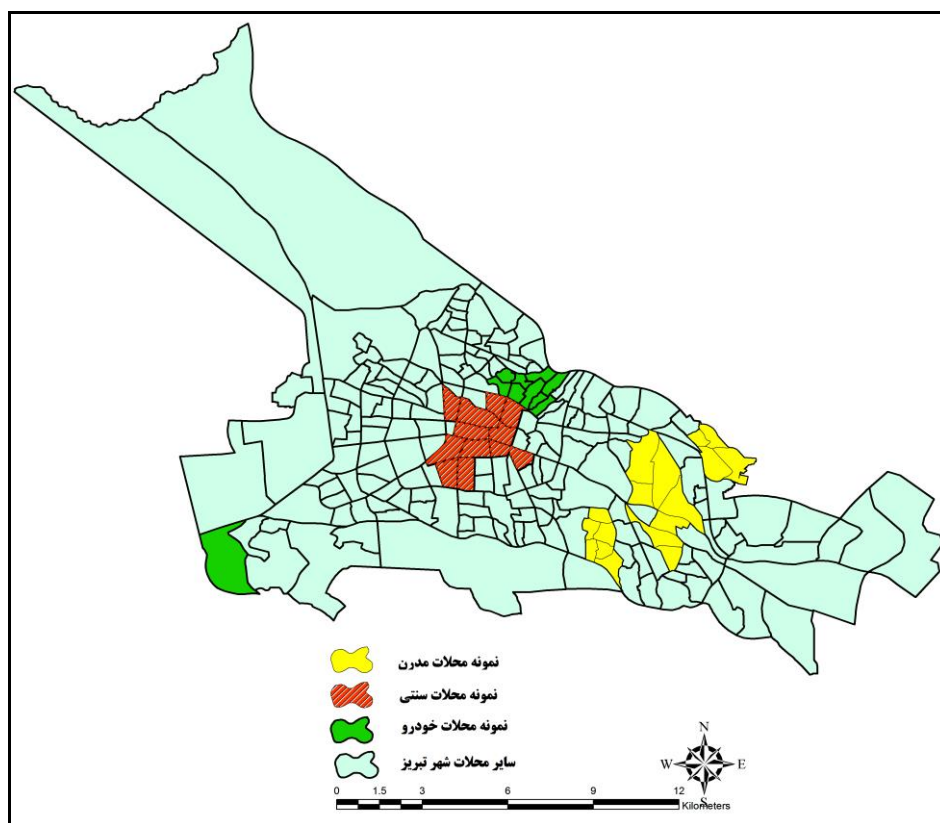 نمونه محلات مدرن
نمونه محلات سنتی
نمونه محلات خودرو
سایر محلات شهر تبریز
N
W E
S
0 1.5 3 6 9 12
Kilometers